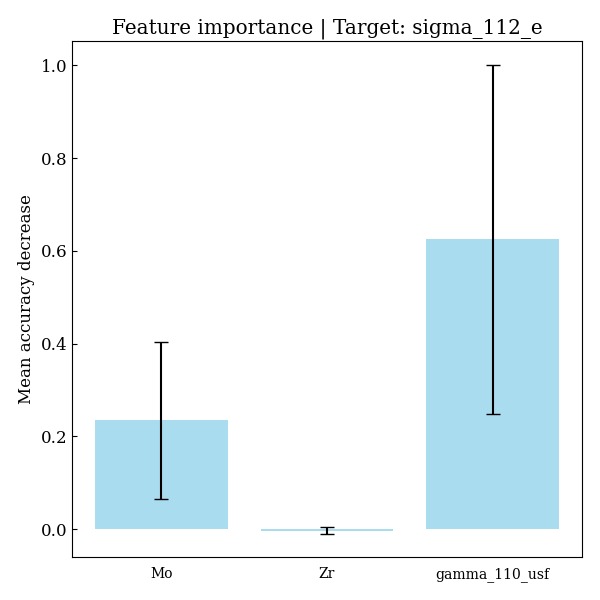 Feature importance | Target: sigma_112_e
Mean accuracy decrease
1.0
0.8
0.6
0.4
0.2
0.0
Mo
Zr
gamma_110_usf